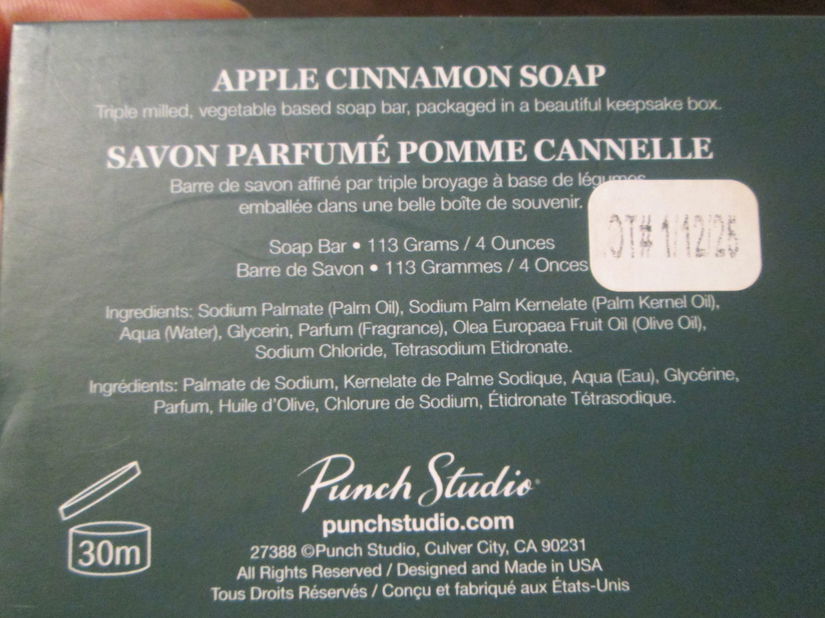 APPLE CINNAMON SOAP
Triple milled, vegetable based soap bar, packaged in a beautiful keepsake box.
SAVON PARFUMÉ POMME CANNELLE
Barre de savon affiné par triple broyage à base de légumes
emballée dans une belle boîte de souvenir.
OT# 1/12/25
Soap Bar • 113 Grams / 4 Ounces
Barre de Savon • 113 Grammes / 4 Onces
Ingredients: Sodium Palmate (Palm Oil), Sodium Palm Kernelate (Palm Kernel Oil),
Aqua (Water), Glycerin, Parfum (Fragrance), Olea Europaea Fruit Oil (Olive Oil),
Sodium Chloride, Tetrasodium Etidronate.
Ingrédients: Palmate de Sodium, Kernelate de Palme Sodique, Aqua (Eau), Glycérine,
Parfum, Huile d'Olive, Chlorure de Sodium, Étidronate Tétrasodique.
Punch Studio®
punchstudio.com
30m
27388 ©Punch Studio, Culver City, CA 90231
All Rights Reserved / Designed and Made in USA
Tous Droits Réservés / Conçu et fabriqué aux États-Unis